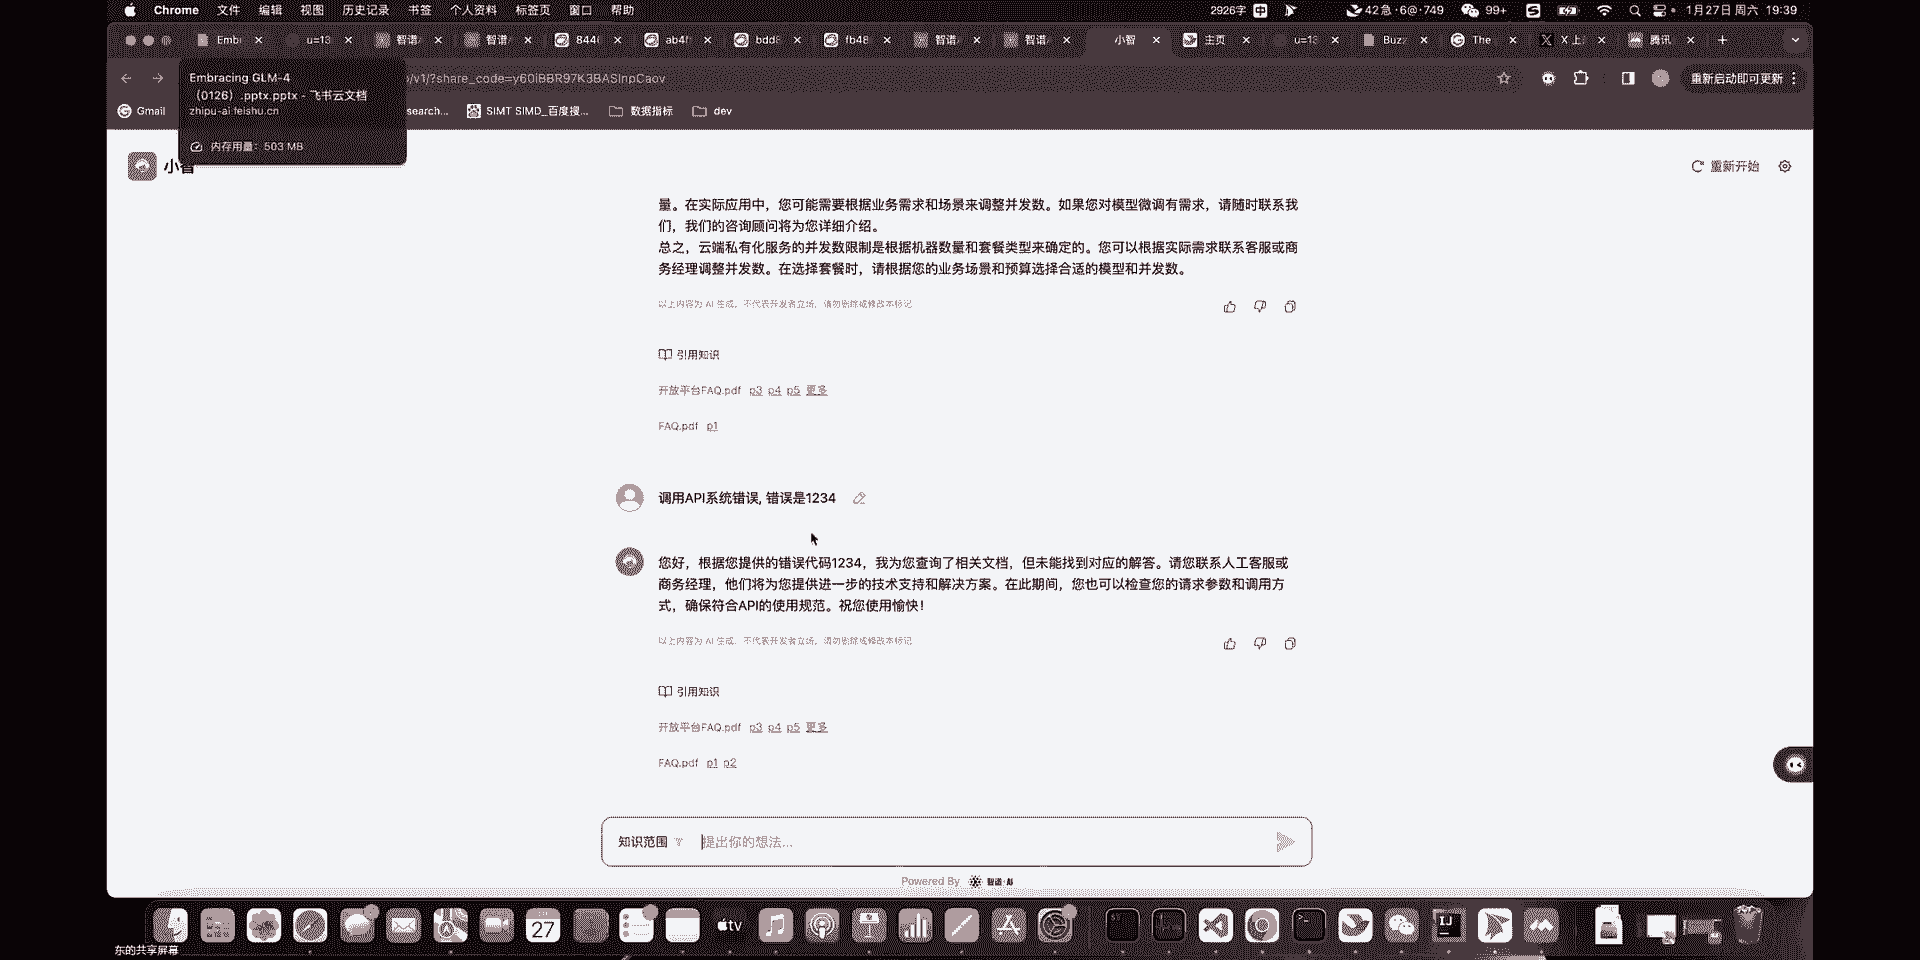 Chrome 文件 编辑 视图 历史记录 书签 个人资料 标签页 窗口 帮助 2926字 中 42急·6@·749 99+ 1月27日 周六 19:39
Emb u=13 智谱 智谱 844 ab4f bdd8 fb48 智谱 智谱 小智 主页 u=13 Buzz The X 上 腾讯
Embracing GLM-4
（0126）.pptx.pptx - 飞书云文档
zhipu-ai.feishu.cn
内存用量：503 MB
/v1/?share_code=y60iBBR97K3BASlnpCaov 重新启动即可更新
Gmail search... SIMT SIMD_百度搜... 数据指标 dev
小智 重新开始
量。在实际应用中，您可能需要根据业务需求和场景来调整并发数。如果您对模型微调有需求，请随时联系我
们，我们的咨询顾问将为您详细介绍。
总之，云端私有化服务的并发数限制是根据机器数量和套餐类型来确定的。您可以根据实际需求联系客服或商
务经理调整并发数。在选择套餐时，请根据您的业务场景和预算选择合适的模型和并发数。
以上内容为 AI 生成，不代表开发者立场，请勿删除或修改本标记
引用知识
开放平台FAQ.pdf p3 p4 p5 更多
FAQ.pdf p1
调用API系统错误, 错误是1234
您好，根据您提供的错误代码1234，我为您查询了相关文档，但未能找到对应的解答。请您联系人工客服或
商务经理，他们将为您提供进一步的技术支持和解决方案。在此期间，您也可以检查您的请求参数和调用方
式，确保符合API的使用规范。祝您使用愉快！
以上内容为 AI 生成，不代表开发者立场，请勿删除或修改本标记
引用知识
开放平台FAQ.pdf p3 p4 p5 更多
FAQ.pdf p1 p2
知识范围 提出你的想法...
Powered By 智谱·AI
27 tv IJ
东的共享屏幕